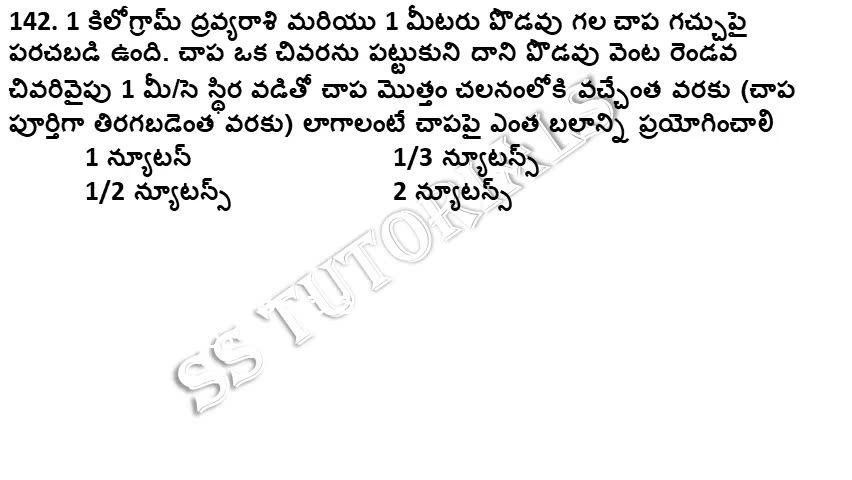 142. 1 కిలోగ్రామ్ ద్రవ్యరాశి మరియు 1 మీటరు పొడవు గల చాప గచ్చుపై
పరచబడి ఉంది. చాప ఒక చివరను పట్టుకుని దాని పొడవు వెంట రెండవ
చివరివైపు 1 మీ/సె స్థిర వడితో చాప మొత్తం చలనంలోకి వచ్చేంత వరకు (చాప
పూర్తిగా తిరగబడెంత వరకు) లాగాలంటే చాపపై ఎంత బలాన్ని ప్రయోగించాలి
1 న్యూటన్ 1/3 న్యూటన్స్
1/2 న్యూటన్స్ 2 న్యూటన్స్
SS TUTORIALS